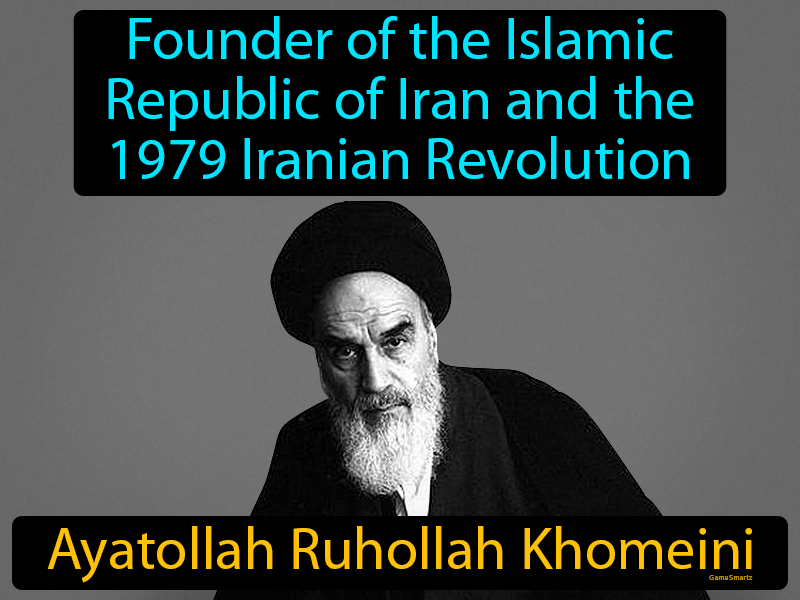 Founder of the Islamic
Republic of Iran and the
1979 Iranian Revolution
Ayatollah Ruhollah Khomeini
GameSmartz